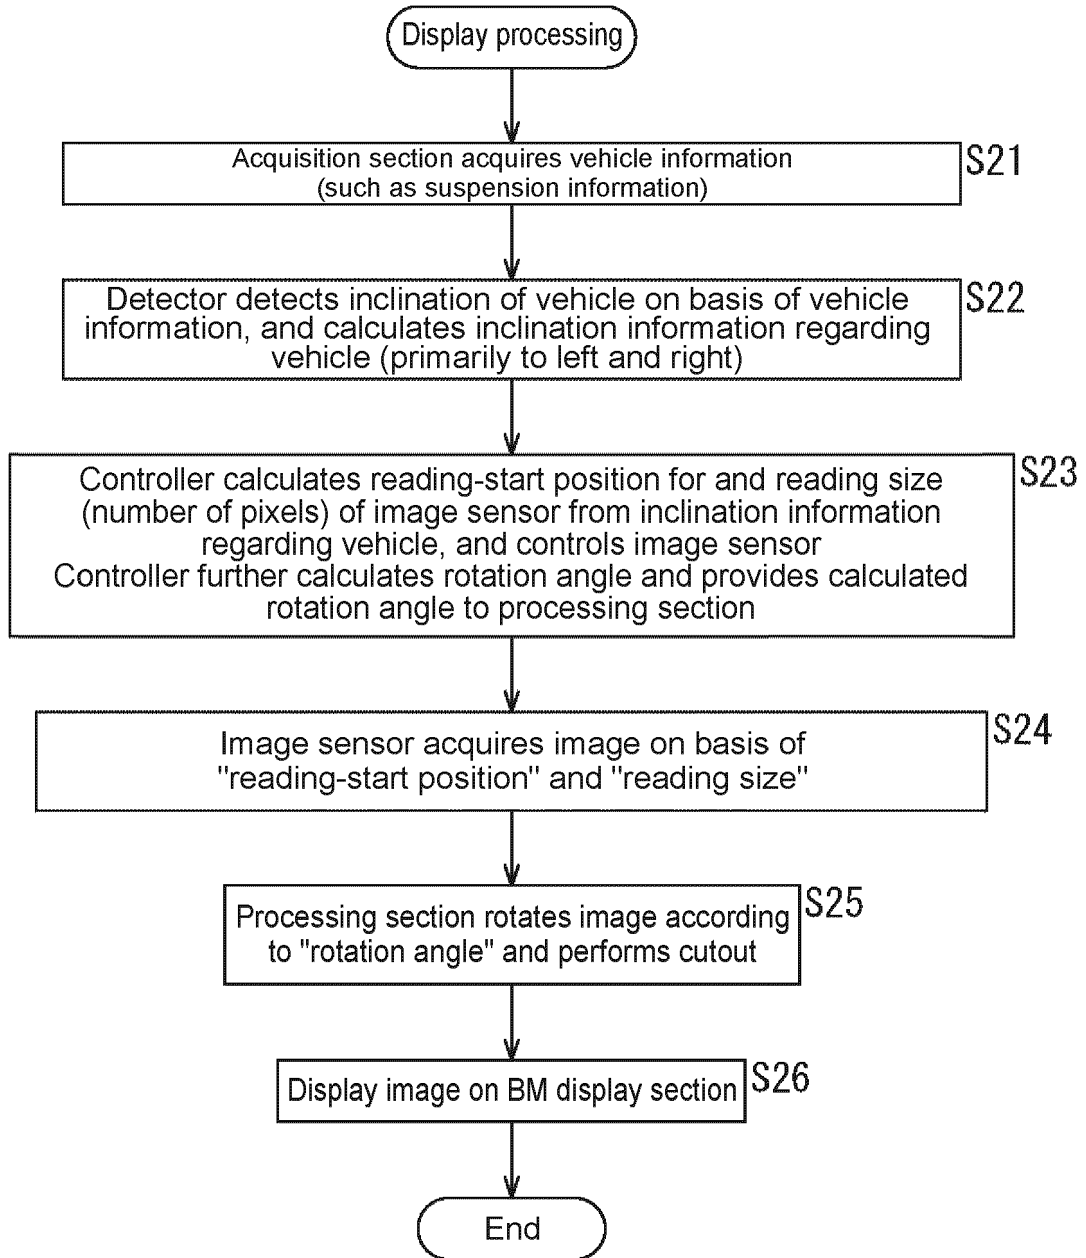 Display processing
Acquisition section acquires vehicle information
(such as suspension information)
S21
Detector detects inclination of vehicle on basis of vehicle
information, and calculates inclination information regarding
vehicle (primarily to left and right)
S22
Controller calculates reading-start position for and reading size
(number of pixels) of image sensor from inclination information
regarding vehicle, and controls image sensor
Controller further calculates rotation angle and provides calculated
rotation angle to processing section
S23
Image sensor acquires image on basis of
"reading-start position" and "reading size"
S24
Processing section rotates image according
to "rotation angle" and performs cutout
S25
Display image on BM display section
S26
End